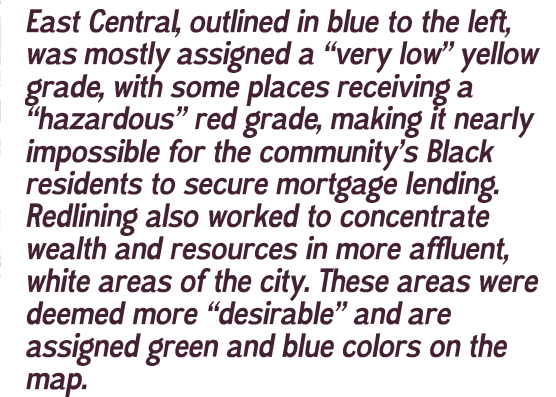 East Central, outlined in blue to the left,
was mostly assigned a “very low” yellow
grade, with some places receiving a
“hazardous” red grade, making it nearly
impossible for the community’s Black
residents to secure mortgage lending.
Redlining also worked to concentrate
wealth and resources in more affluent,
white areas of the city. These areas were
deemed more “desirable” and are
assigned green and blue colors on the
map.